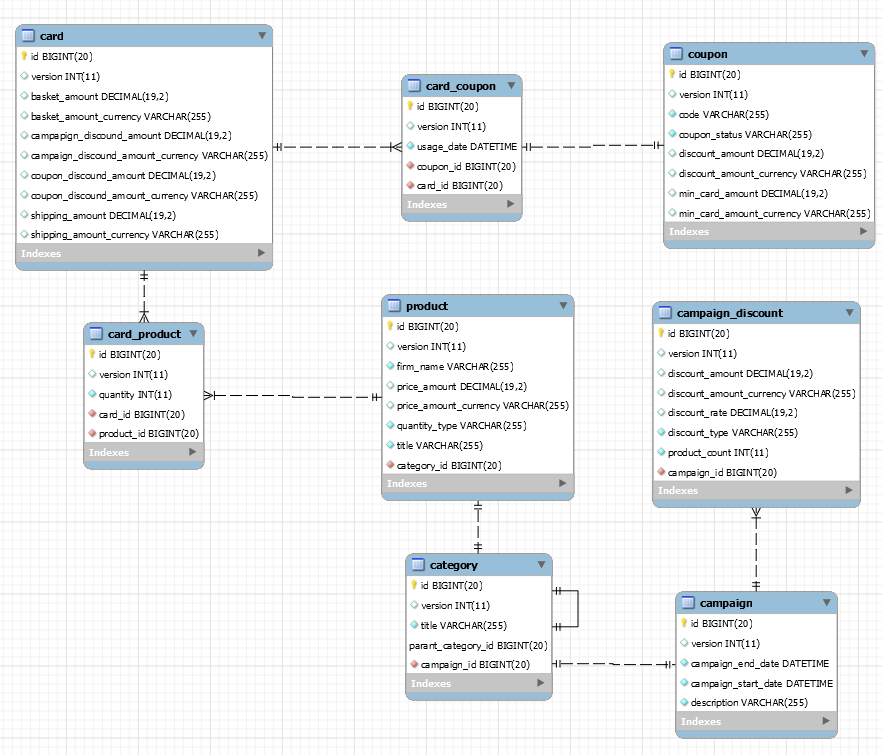 card
id BIGINT(20)
version INT(11)
basket_amount DECIMAL(19,2)
basket_amount_currency VARCHAR(255)
campapign_discound_amount DECIMAL(19,2)
campaign_discound_amount_currency VARCHAR(255)
coupon_discound_amount DECIMAL(19,2)
coupon_discound_amount_currency VARCHAR(255)
shipping_amount DECIMAL(19,2)
shipping_amount_currency VARCHAR(255)
Indexes
card_coupon
id BIGINT(20)
version INT(11)
usage_date DATETIME
coupon_id BIGINT(20)
card_id BIGINT(20)
Indexes
coupon
id BIGINT(20)
version INT(11)
code VARCHAR(255)
coupon_status VARCHAR(255)
discount_amount DECIMAL(19,2)
discount_amount_currency VARCHAR(255)
min_card_amount DECIMAL(19,2)
min_card_amount_currency VARCHAR(255)
Indexes
card_product
id BIGINT(20)
version INT(11)
quantity INT(11)
card_id BIGINT(20)
product_id BIGINT(20)
Indexes
product
id BIGINT(20)
version INT(11)
firm_name VARCHAR(255)
price_amount DECIMAL(19,2)
price_amount_currency VARCHAR(255)
quantity_type VARCHAR(255)
title VARCHAR(255)
category_id BIGINT(20)
Indexes
campaign_discount
id BIGINT(20)
version INT(11)
discount_amount DECIMAL(19,2)
discount_amount_currency VARCHAR(255)
discount_rate DECIMAL(19,2)
discount_type VARCHAR(255)
product_count INT(11)
campaign_id BIGINT(20)
Indexes
category
id BIGINT(20)
version INT(11)
title VARCHAR(255)
parant_category_id BIGINT(20)
campaign_id BIGINT(20)
Indexes
campaign
id BIGINT(20)
version INT(11)
campaign_end_date DATETIME
campaign_start_date DATETIME
description VARCHAR(255)
Indexes